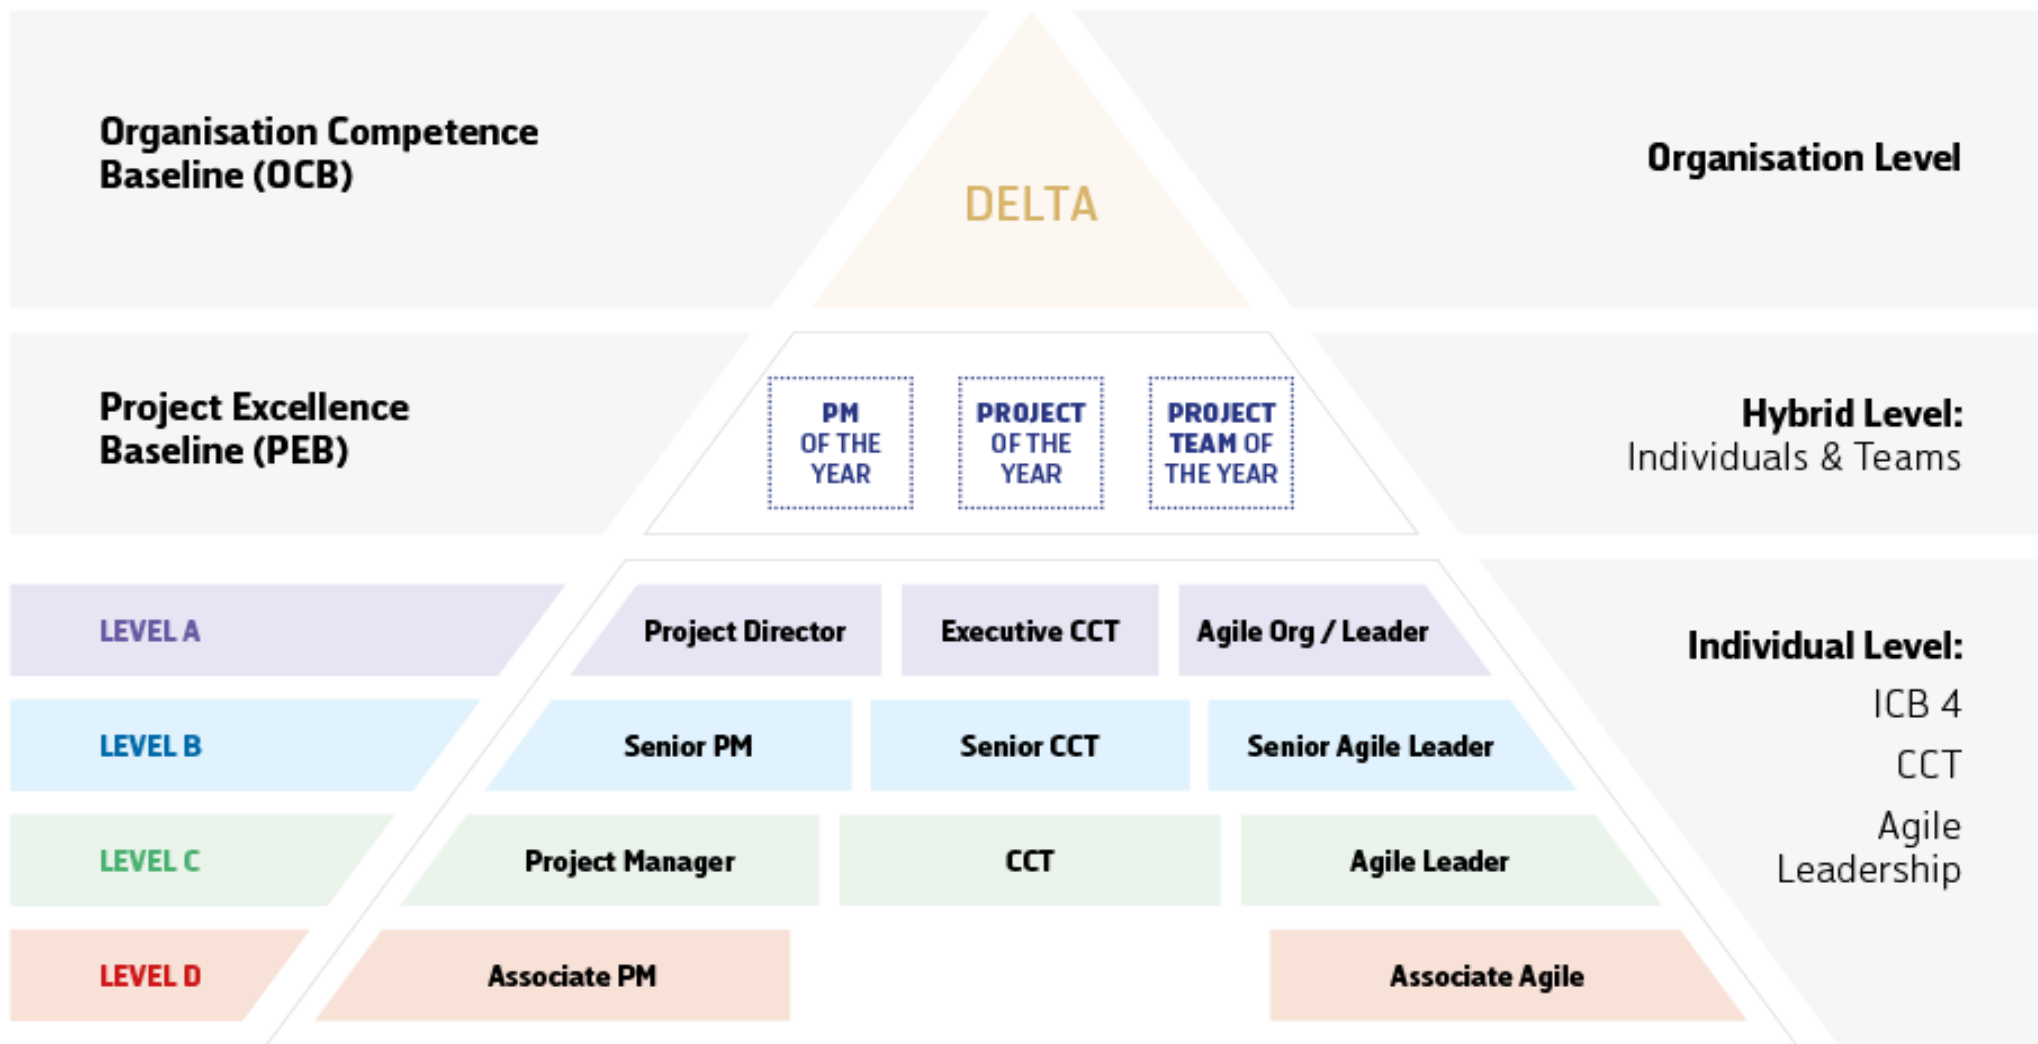 Organisation Competence
Baseline (OCB)
DELTA
Organisation Level
Project Excellence
Baseline (PEB)
PM
OF THE
YEAR
PROJECT
OF THE
YEAR
PROJECT
TEAM OF
THE YEAR
Hybrid Level:
Individuals & Teams
LEVEL A
Project Director
Executive CCT
Agile Org / Leader
LEVEL B
Senior PM
Senior CCT
Senior Agile Leader
LEVEL C
Project Manager
CCT
Agile Leader
LEVEL D
Associate PM
Associate Agile
Individual Level:
ICB 4
CCT
Agile
Leadership